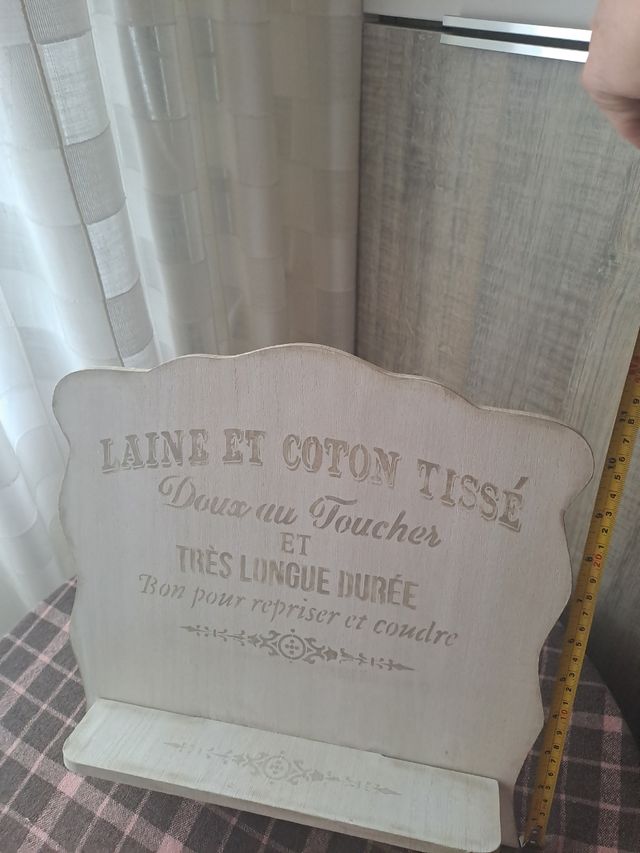 LAINE ET COTON TISSÉ
Doux au Toucher
ET
TRÈS LONGUE DURÉE
Bon pour repriser et coudre